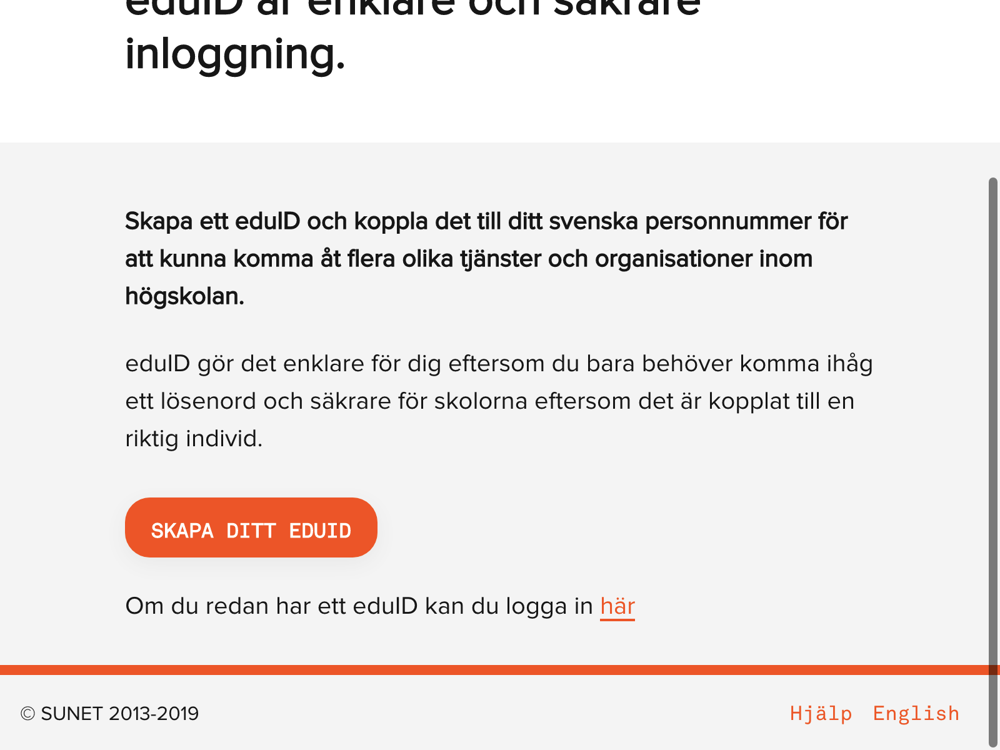 eduID är enklare och säkrare
inloggning.
Skapa ett eduID och koppla det till ditt svenska personnummer för
att kunna komma åt flera olika tjänster och organisationer inom
högskolan.
eduID gör det enklare för dig eftersom du bara behöver komma ihåg
ett lösenord och säkrare för skolorna eftersom det är kopplat till en
riktig individ.
SKAPA DITT EDUID
Om du redan har ett eduID kan du logga in här
© SUNET 2013-2019
Hjälp English